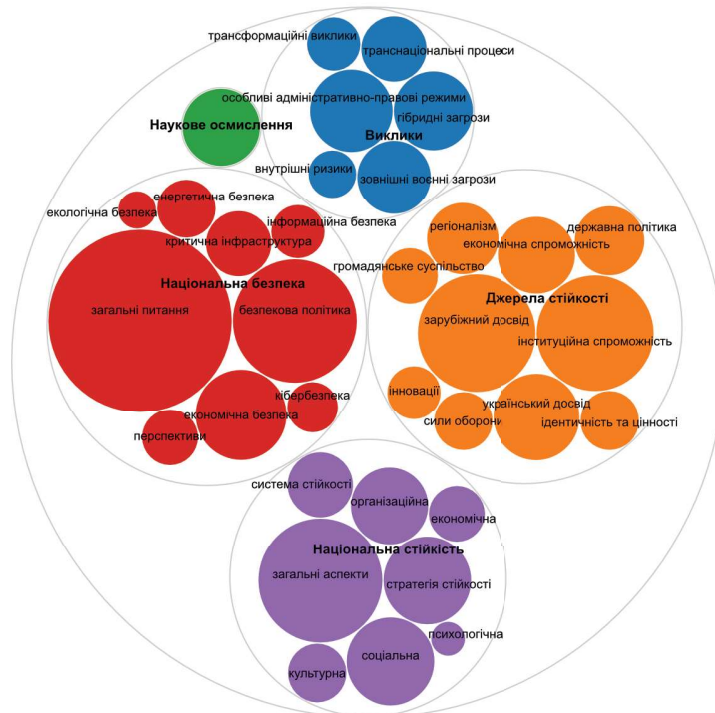 трансформаційні виклики
транснаціональні процеси
особливі адміністративно-правові режими
гібридні загрози
Наукове осмислення
Виклики
внутрішні ризики
зовнішні воєнні загрози
екологічна безпека
енергетична безпека
інформаційна безпека
критична інфраструктура
Національна безпека
загальні питання
безпекова політика
кібербезпека
економічна безпека
перспективи
регіоналізм
державна політика
економічна спроможність
громадянське суспільство
Джерела стійкості
зарубіжний досвід
інституційна спроможність
інновації
український досвід
сили оборони
ідентичність та цінності
система стійкості
організаційна
економічна
Національна стійкість
загальні аспекти
стратегія стійкості
психологічна
соціальна
культурна